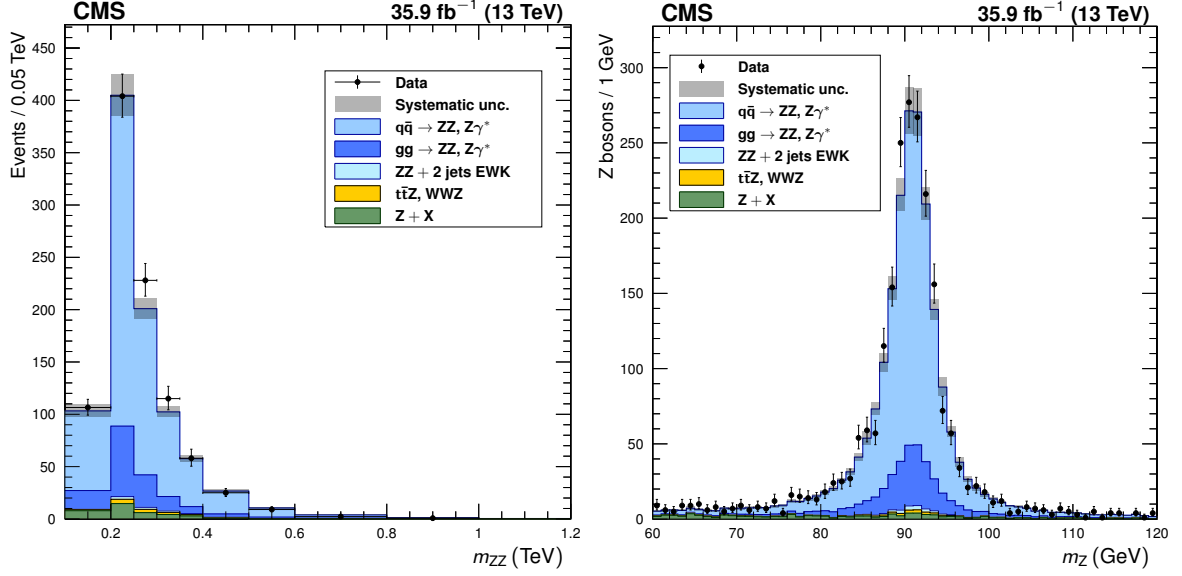 CMS 35.9 fb⁻¹ (13 TeV)
Events / 0.05 TeV
450
400
350
300
250
200
150
100
50
0
Data
Systematic unc.
qq̄ → ZZ, Zγ*
gg → ZZ, Zγ*
ZZ + 2 jets EWK
tt̄Z, WWZ
Z + X
0.2 0.4 0.6 0.8 1 1.2
m_ZZ (TeV)
CMS 35.9 fb⁻¹ (13 TeV)
Z bosons / 1 GeV
300
250
200
150
100
50
0
Data
Systematic unc.
qq̄ → ZZ, Zγ*
gg → ZZ, Zγ*
ZZ + 2 jets EWK
tt̄Z, WWZ
Z + X
60 70 80 90 100 110 120
m_Z (GeV)